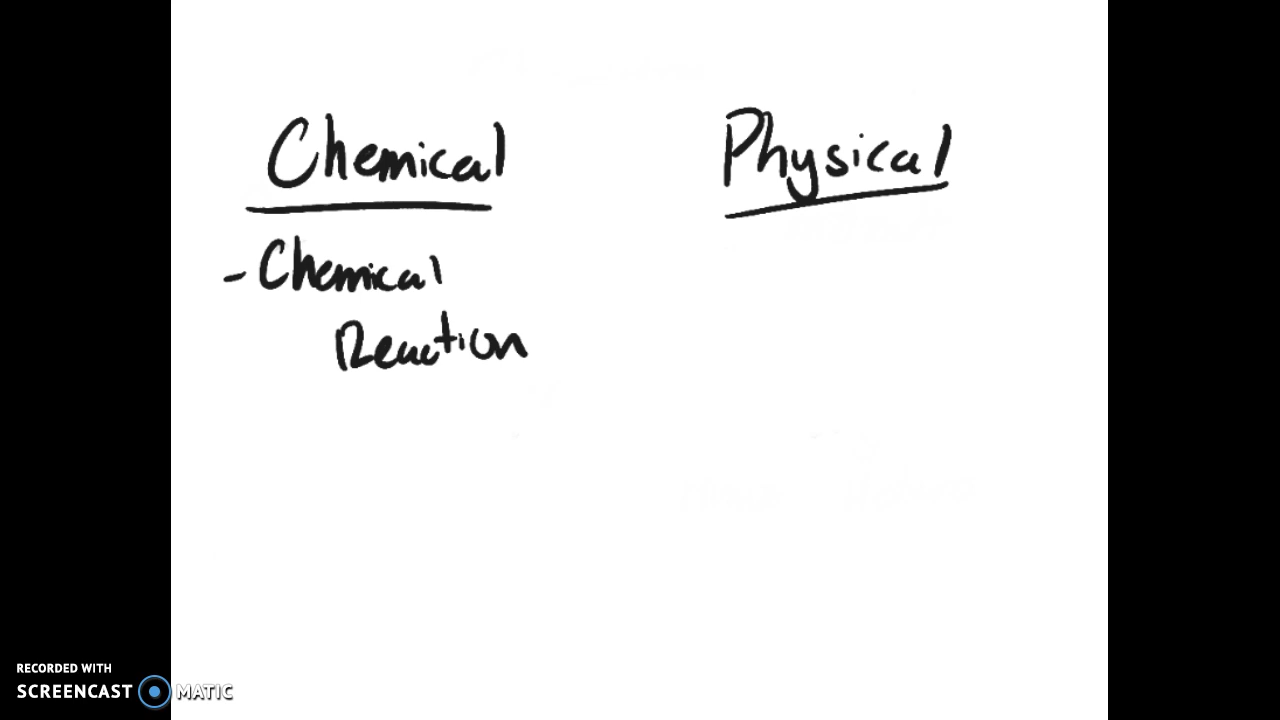 Chemical
Physical
- Chemical
Reaction
RECORDED WITH
SCREENCAST MATIC